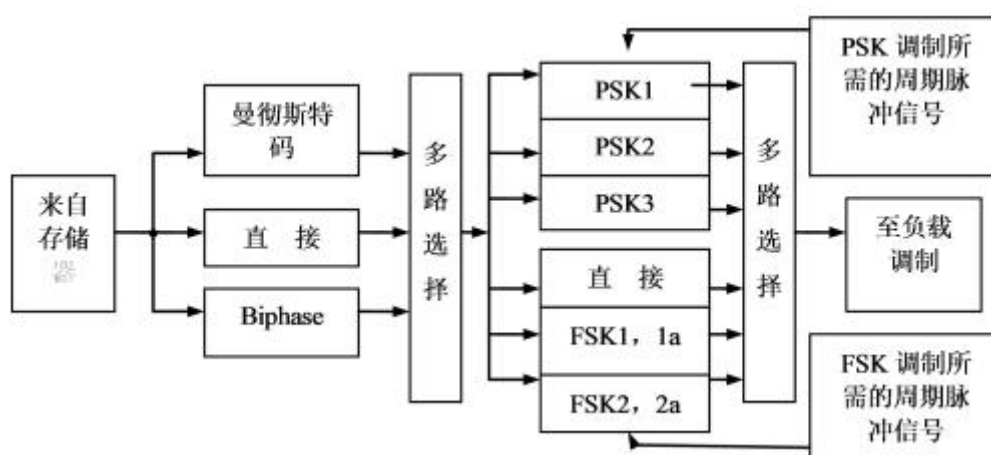 来自
存储
曼彻斯特
码
直 接
Biphase
多
路
选
择
PSK1
PSK2
PSK3
直 接
FSK1，1a
FSK2，2a
多
路
选
择
PSK 调制所
需的周期脉
冲信号
至负载
调制
FSK 调制所
需的周期脉
冲信号